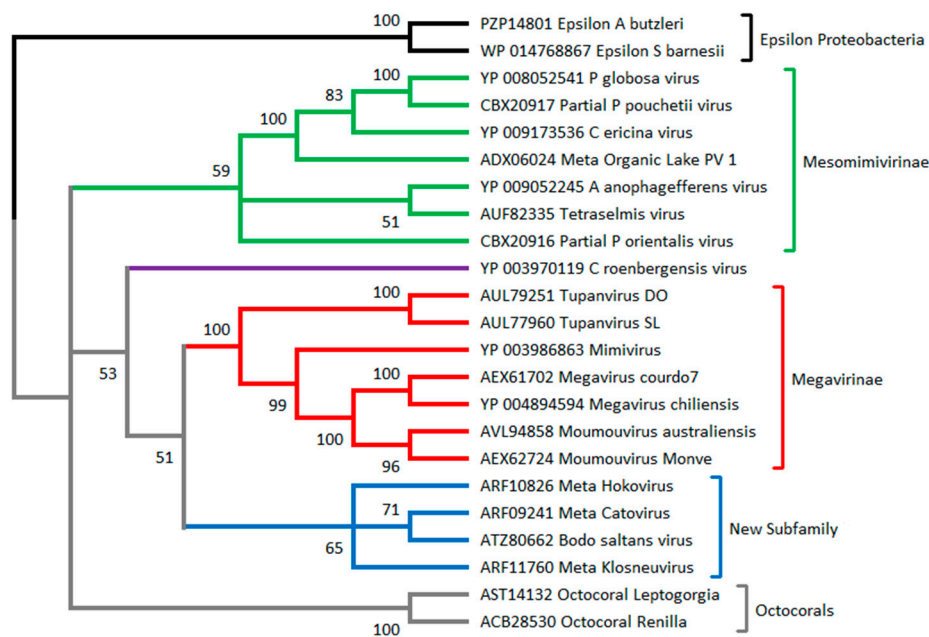 100
PZP14801 Epsilon A butzleri
WP 014768867 Epsilon S barnesii
Epsilon Proteobacteria
100
YP 008052541 P globosa virus
83
CBX20917 Partial P pouchetii virus
100
YP 009173536 C ericina virus
59
ADX06024 Meta Organic Lake PV 1
Mesomimivirinae
YP 009052245 A anophagefferens virus
51
AUF82335 Tetraselmis virus
CBX20916 Partial P orientalis virus
YP 003970119 C roenbergensis virus
100
AUL79251 Tupanvirus DO
100
AUL77960 Tupanvirus SL
YP 003986863 Mimivirus
53
100
AEX61702 Megavirus courdo7
Megavirinae
99
YP 004894594 Megavirus chiliensis
100
AVL94858 Moumouvirus australiensis
51
96
AEX62724 Moumouvirus Monve
ARF10826 Meta Hokovirus
71
ARF09241 Meta Catovirus
New Subfamily
65
ATZ80662 Bodo saltans virus
ARF11760 Meta Klosneuvirus
AST14132 Octocoral Leptogorgia
Octocorals
100
ACB28530 Octocoral Renilla